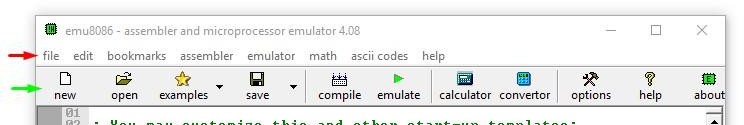 emu8086 - assembler and microprocessor emulator 4.08
file edit bookmarks assembler emulator math ascii codes help
new open examples save compile emulate calculator convertor options help about
01
02 ; You may customize this and other start-up templates;